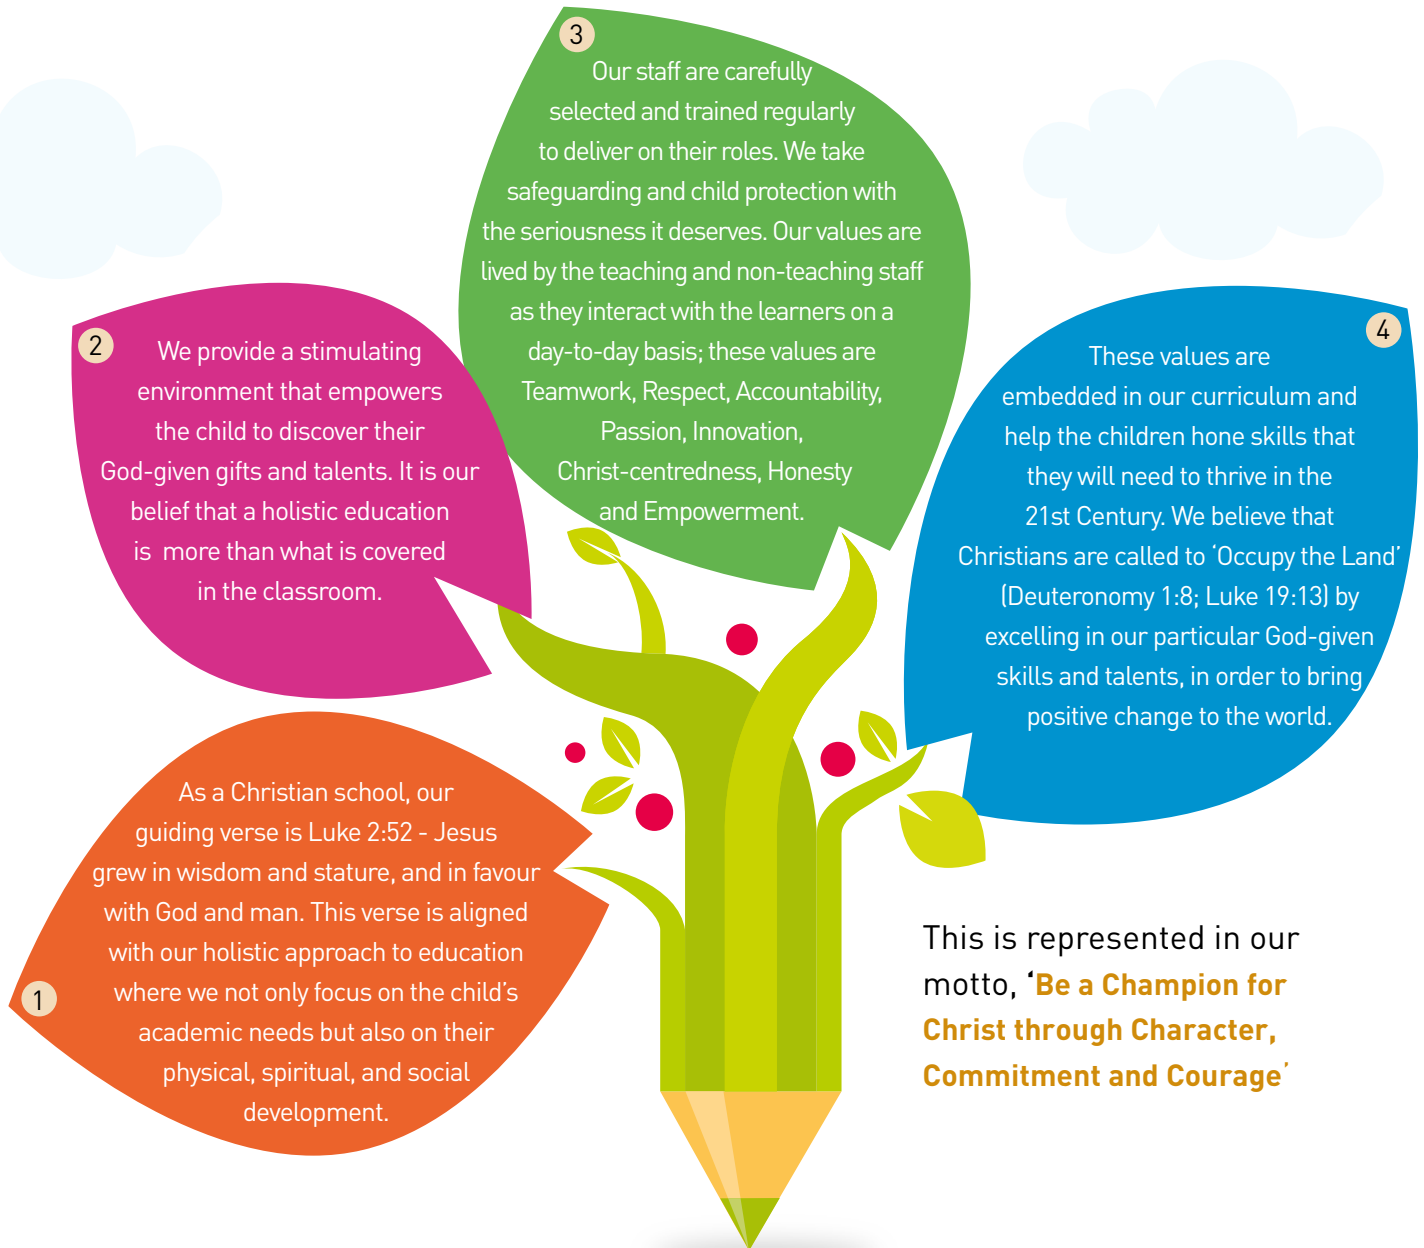 1
As a Christian school, our
guiding verse is Luke 2:52 - Jesus
grew in wisdom and stature, and in favour
with God and man. This verse is aligned
with our holistic approach to education
where we not only focus on the child's
academic needs but also on their
physical, spiritual, and social
development.
2
We provide a stimulating
environment that empowers
the child to discover their
God-given gifts and talents. It is our
belief that a holistic education
is more than what is covered
in the classroom.
3
Our staff are carefully
selected and trained regularly
to deliver on their roles. We take
safeguarding and child protection with
the seriousness it deserves. Our values are
lived by the teaching and non-teaching staff
as they interact with the learners on a
day-to-day basis; these values are
Teamwork, Respect, Accountability,
Passion, Innovation,
Christ-centredness, Honesty
and Empowerment.
4
These values are
embedded in our curriculum and
help the children hone skills that
they will need to thrive in the
21st Century. We believe that
Christians are called to 'Occupy the Land'
(Deuteronomy 1:8; Luke 19:13) by
excelling in our particular God-given
skills and talents, in order to bring
positive change to the world.
This is represented in our
motto, 'Be a Champion for
Christ through Character,
Commitment and Courage'